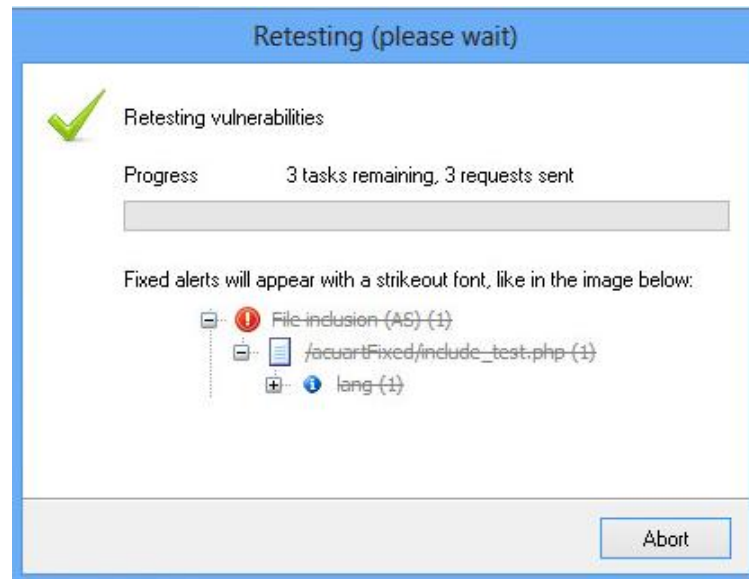 Retesting (please wait)
Retesting vulnerabilities
Progress 3 tasks remaining, 3 requests sent
Fixed alerts will appear with a strikeout font, like in the image below:
File inclusion (AS) (1)
/acuartFixed/include_test.php (1)
lang (1)
Abort